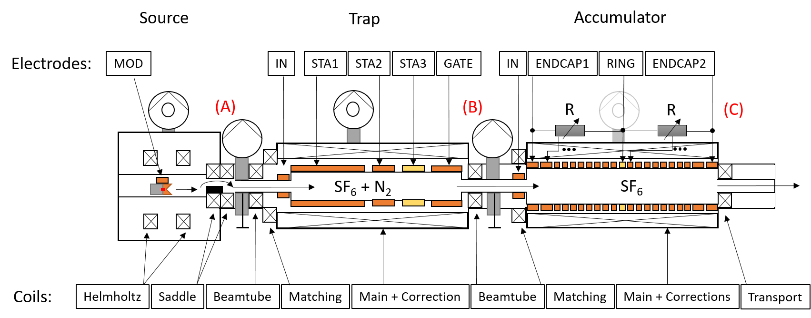 Source Trap Accumulator
Electrodes: MOD IN STA1 STA2 STA3 GATE IN ENDCAP1 RING ENDCAP2
(A) (B) R R (C)
SF6 + N2 SF6
Coils: Helmholtz Saddle Beamtube Matching Main + Correction Beamtube Matching Main + Corrections Transport